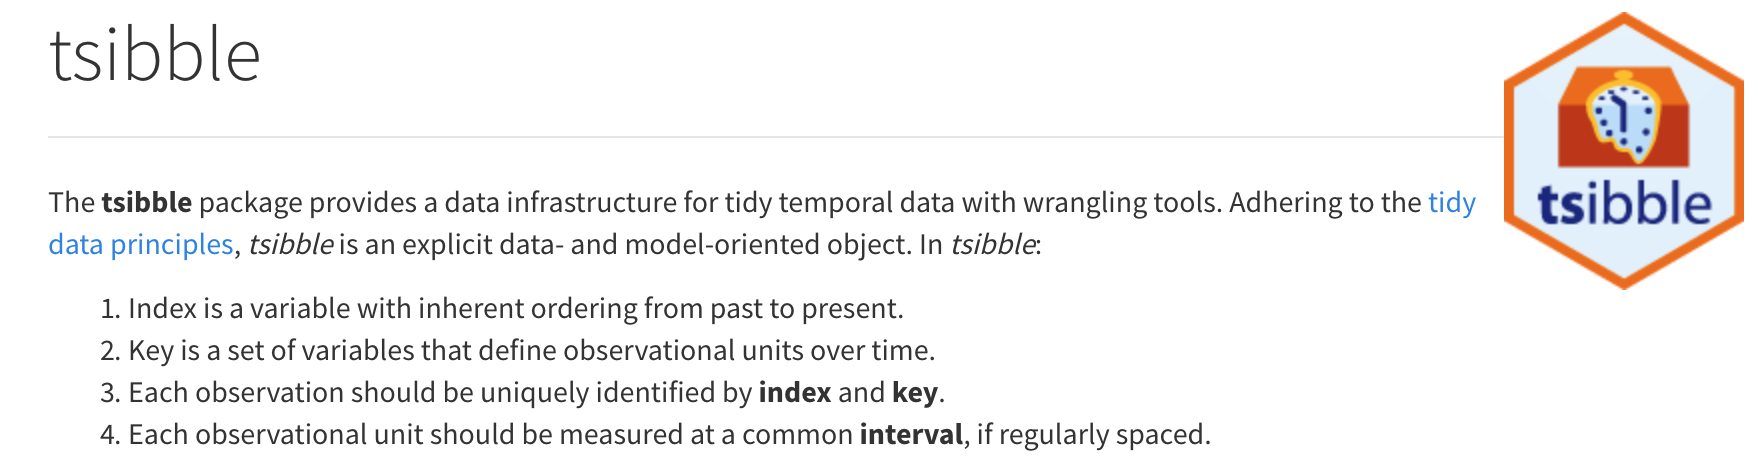 tsibble
tsibble
The tsibble package provides a data infrastructure for tidy temporal data with wrangling tools. Adhering to the tidy
data principles, tsibble is an explicit data- and model-oriented object. In tsibble:
1. Index is a variable with inherent ordering from past to present.
2. Key is a set of variables that define observational units over time.
3. Each observation should be uniquely identified by index and key.
4. Each observational unit should be measured at a common interval, if regularly spaced.